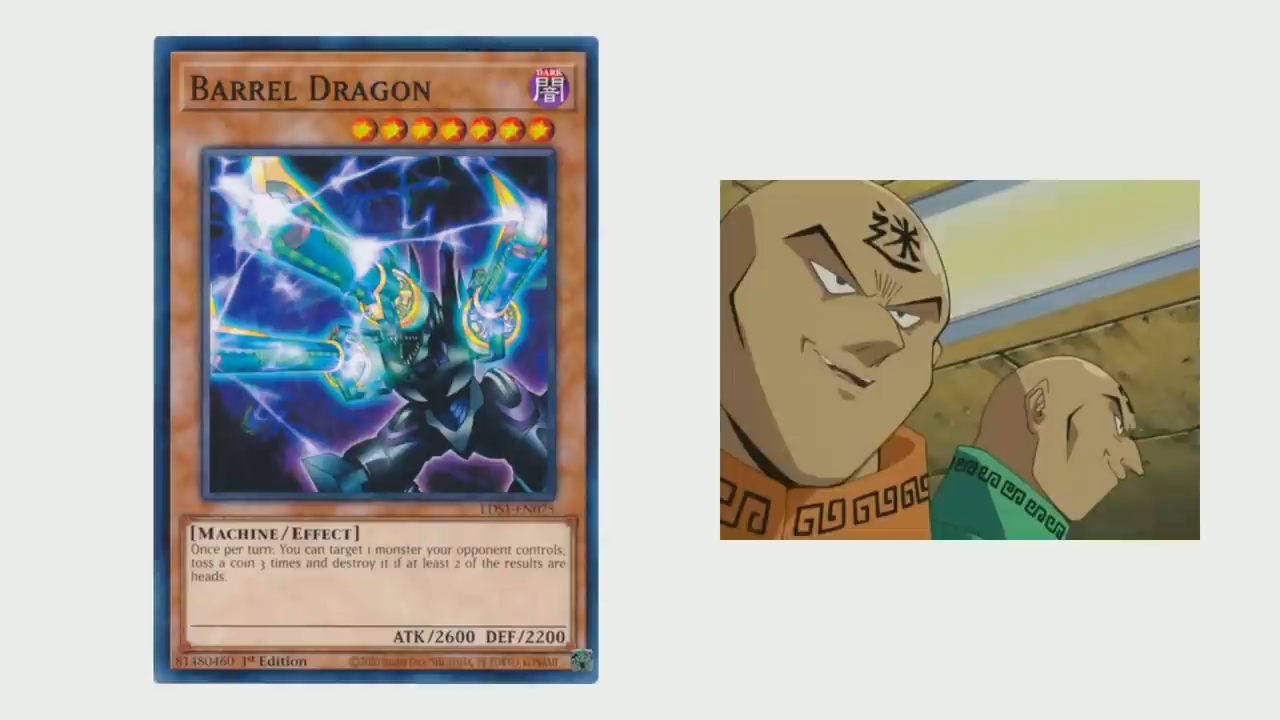 BARREL DRAGON
DARK
闇
LDS1-EN075
[MACHINE/EFFECT]
Once per turn: You can target 1 monster your opponent controls,
toss a coin 3 times and destroy it if at least 2 of the results are
heads.
ATK/2600 DEF/2200
81480460 1st Edition
迷